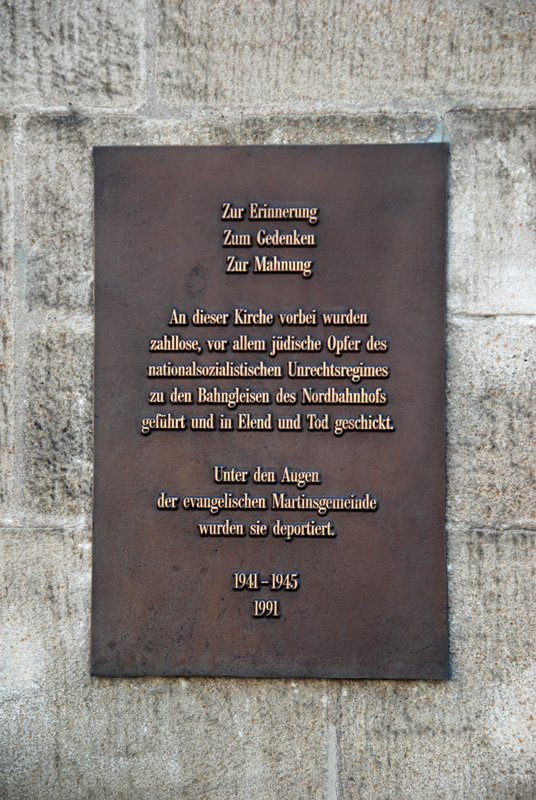 Zur Erinnerung
Zum Gedenken
Zur Mahnung
An dieser Kirche vorbei wurden
zahllose, vor allem jüdische Opfer des
nationalsozialistischen Unrechtsregimes
zu den Bahngleisen des Nordbahnhofs
geführt und in Elend und Tod geschickt.
Unter den Augen
der evangelischen Martinsgemeinde
wurden sie deportiert.
1941–1945
1991